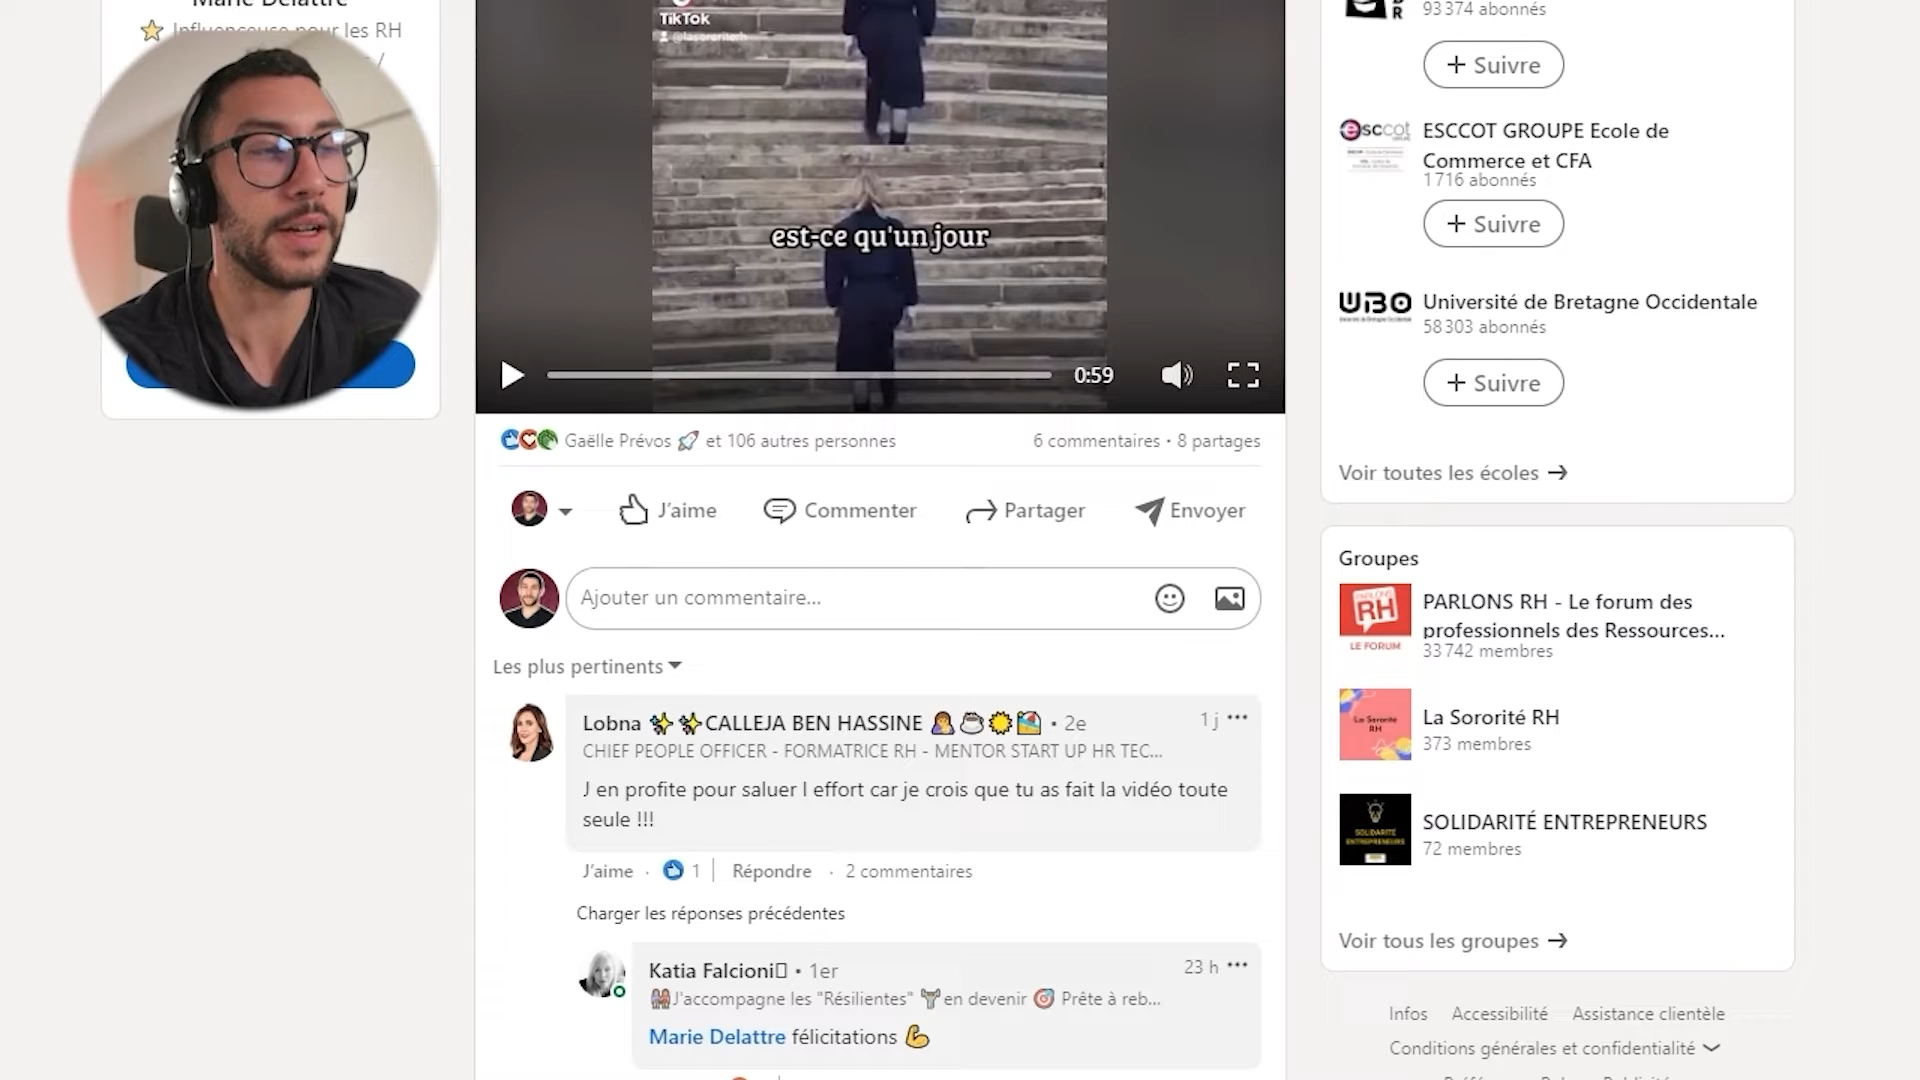 Marie Delattre
Influenceuse pour les RH
/
TikTok
@lasororiterh
est-ce qu'un jour
0:59
Gaëlle Prévos 🚀 et 106 autres personnes
6 commentaires • 8 partages
J'aime
Commenter
Partager
Envoyer
Ajouter un commentaire...
Les plus pertinents
Lobna ✨ ✨CALLEJA BEN HASSINE 🤱☕☀️🏖️ • 2e
1 j •••
CHIEF PEOPLE OFFICER - FORMATRICE RH - MENTOR START UP HR TEC...
J en profite pour saluer l effort car je crois que tu as fait la vidéo toute
seule !!!
J'aime · 1 | Répondre · 2 commentaires
Charger les réponses précédentes
Katia Falcioni • 1er
23 h •••
👭J'accompagne les "Résilientes" 🏋️en devenir 🎯 Prête à reb...
Marie Delattre félicitations 💪
R
93 374 abonnés
+ Suivre
esccot
ESCCOT GROUPE Ecole de
Commerce et CFA
1 716 abonnés
+ Suivre
UBO
Université de Bretagne Occidentale
58 303 abonnés
+ Suivre
Voir toutes les écoles →
Groupes
PARLONS
RH
LE FORUM
PARLONS RH - Le forum des
professionnels des Ressources...
33 742 membres
La Sororité
RH
La Sororité RH
373 membres
SOLIDARITÉ
ENTREPRENEURS
SOLIDARITÉ ENTREPRENEURS
72 membres
Voir tous les groupes →
Infos Accessibilité Assistance clientèle
Conditions générales et confidentialité